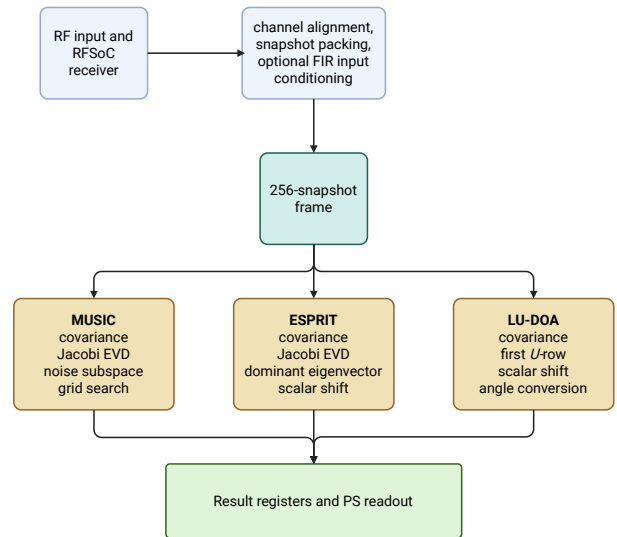 RF input and
RFSoC
receiver
channel alignment,
snapshot packing,
optional FIR input
conditioning
256-snapshot
frame
MUSIC
covariance
Jacobi EVD
noise subspace
grid search
ESPRIT
covariance
Jacobi EVD
dominant eigenvector
scalar shift
LU-DOA
covariance
first U-row
scalar shift
angle conversion
Result registers and PS readout